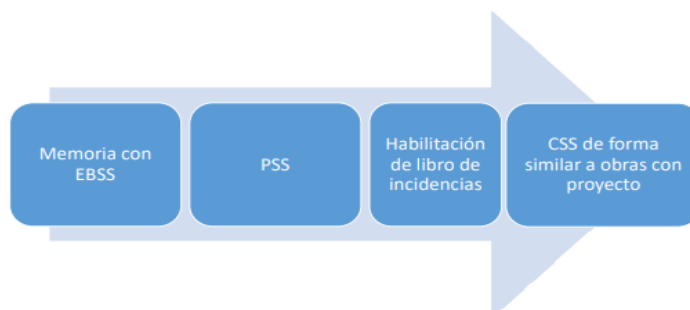 Memoria con
EBSS
PSS
Habilitación
de libro de
incidencias
CSS de forma
similar a obras con
proyecto